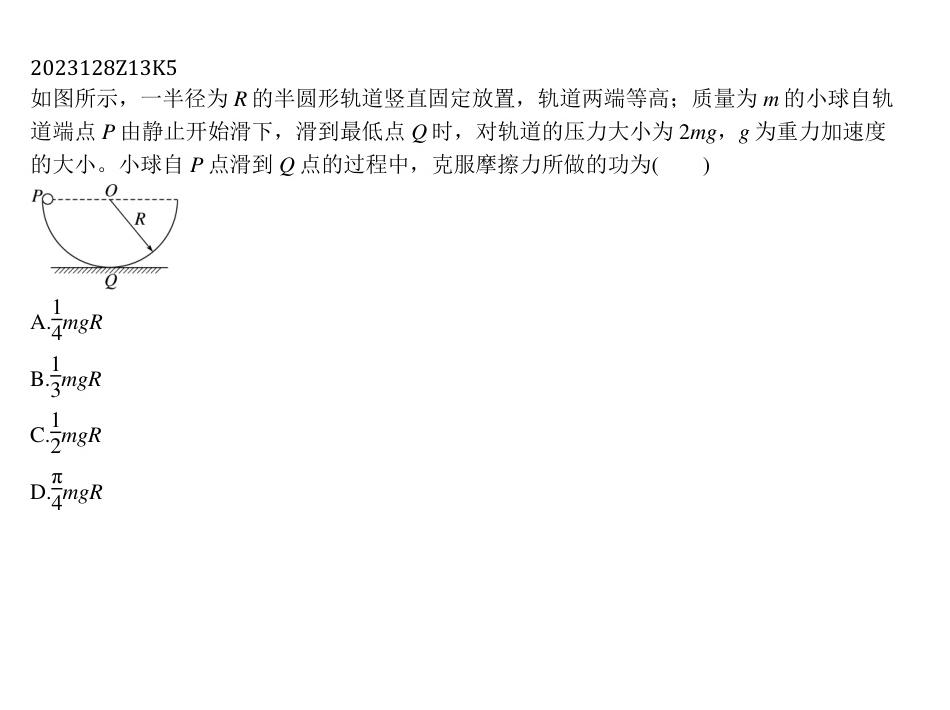 2023128Z13K5
如图所示，一半径为 R 的半圆形轨道竖直固定放置，轨道两端等高；质量为 m 的小球自轨
道端点 P 由静止开始滑下，滑到最低点 Q 时，对轨道的压力大小为 2mg，g 为重力加速度
的大小。小球自 P 点滑到 Q 点的过程中，克服摩擦力所做的功为(　　)
P O
R
Q
A.\frac{1}{4}mgR
B.\frac{1}{3}mgR
C.\frac{1}{2}mgR
D.\frac{π}{4}mgR